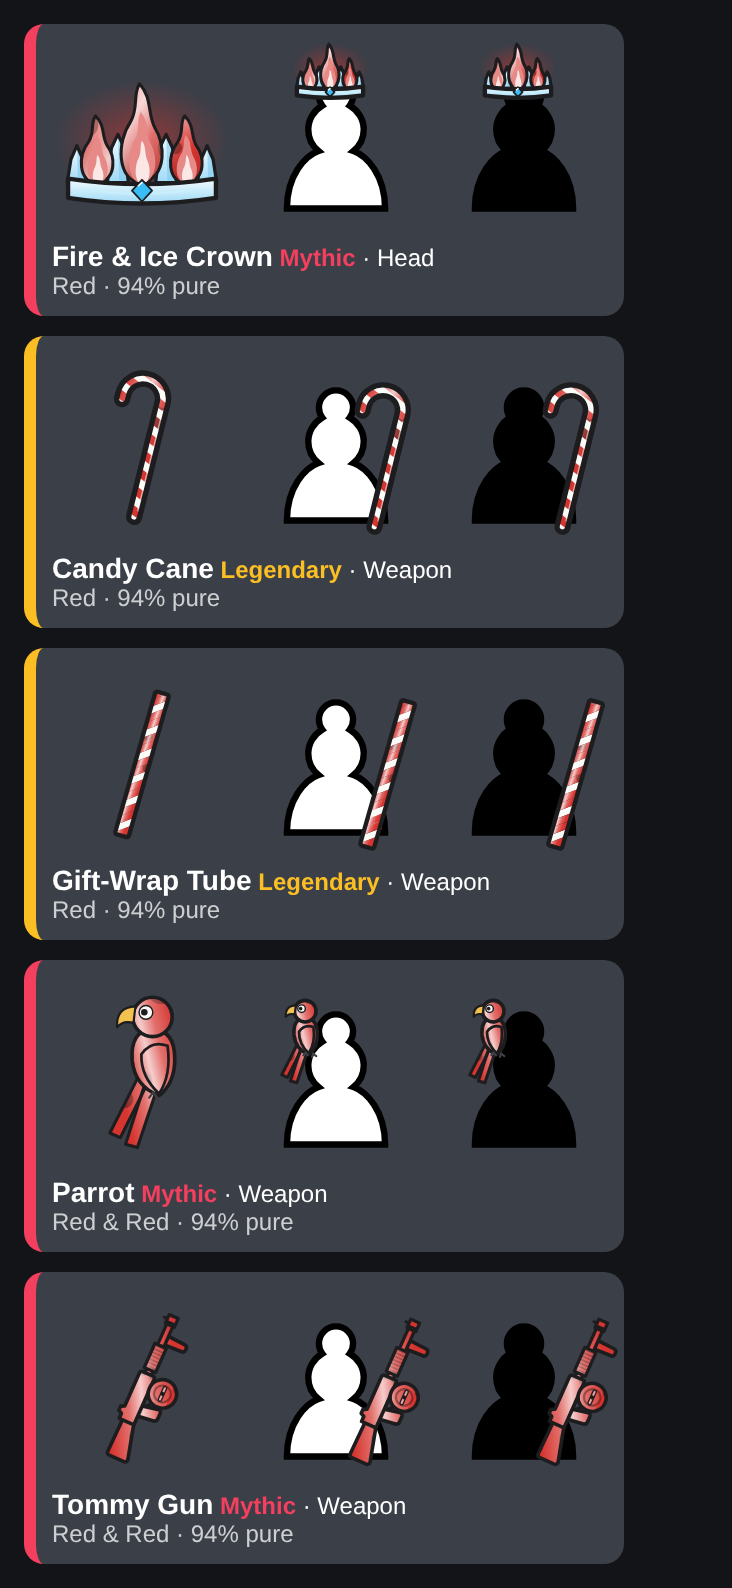 Fire & Ice Crown Mythic · Head
Red · 94% pure
Candy Cane Legendary · Weapon
Red · 94% pure
Gift-Wrap Tube Legendary · Weapon
Red · 94% pure
Parrot Mythic · Weapon
Red & Red · 94% pure
Tommy Gun Mythic · Weapon
Red & Red · 94% pure